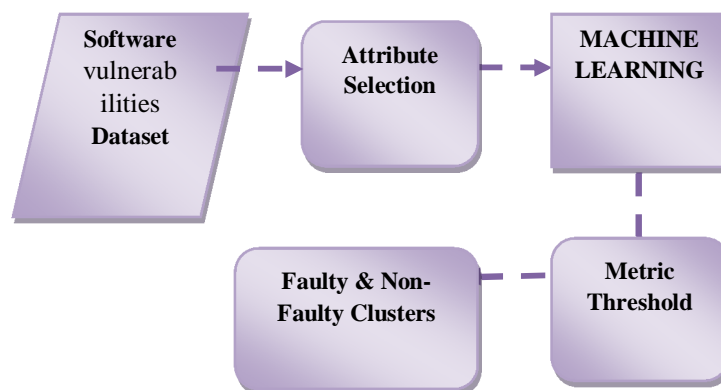 Software
vulnerab
ilities
Dataset
Attribute
Selection
MACHINE
LEARNING
Metric
Threshold
Faulty & Non-
Faulty Clusters